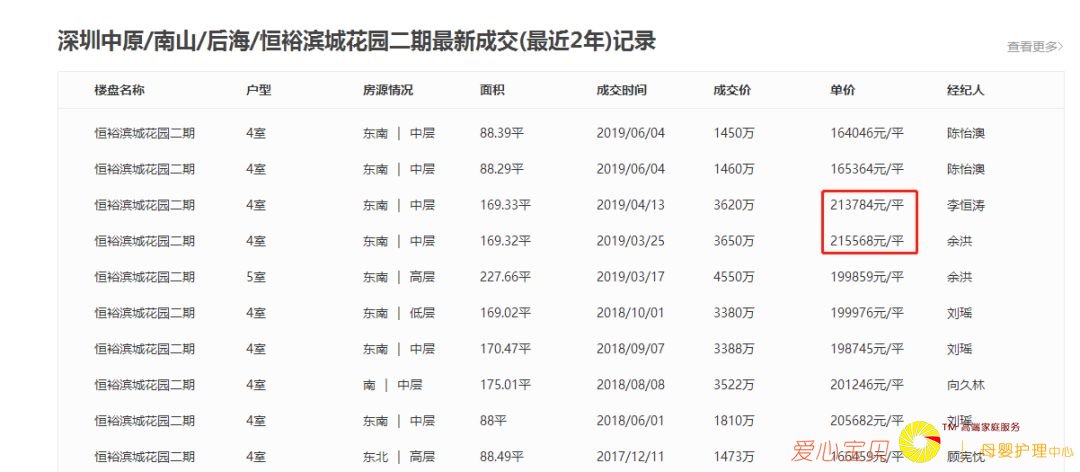 深圳中原/南山/后海/恒裕滨城花园二期最新成交(最近2年)记录
查看更多>
楼盘名称 户型 房源情况 面积 成交时间 成交价 单价 经纪人
恒裕滨城花园二期 4室 东南 | 中层 88.39平 2019/06/04 1450万 164046元/平 陈怡澳
恒裕滨城花园二期 4室 东南 | 中层 88.29平 2019/06/04 1460万 165364元/平 陈怡澳
恒裕滨城花园二期 4室 东南 | 中层 169.33平 2019/04/13 3620万 213784元/平 李恒涛
恒裕滨城花园二期 4室 东南 | 中层 169.32平 2019/03/25 3650万 215568元/平 余洪
恒裕滨城花园二期 5室 东南 | 高层 227.66平 2019/03/17 4550万 199859元/平 余洪
恒裕滨城花园二期 4室 东南 | 低层 169.02平 2018/10/01 3380万 199976元/平 刘瑶
恒裕滨城花园二期 4室 东南 | 中层 170.47平 2018/09/07 3388万 198745元/平 刘瑶
恒裕滨城花园二期 4室 南 | 中层 175.01平 2018/08/08 3522万 201246元/平 向久林
恒裕滨城花园二期 4室 东南 | 中层 88平 2018/06/01 1810万 205682元/平 刘瑶
恒裕滨城花园二期 4室 东北 | 高层 88.49平 2017/12/11 1473万 166459元/平 顾宪忱
爱心宝贝 TM 高端家庭服务
母婴护理中心